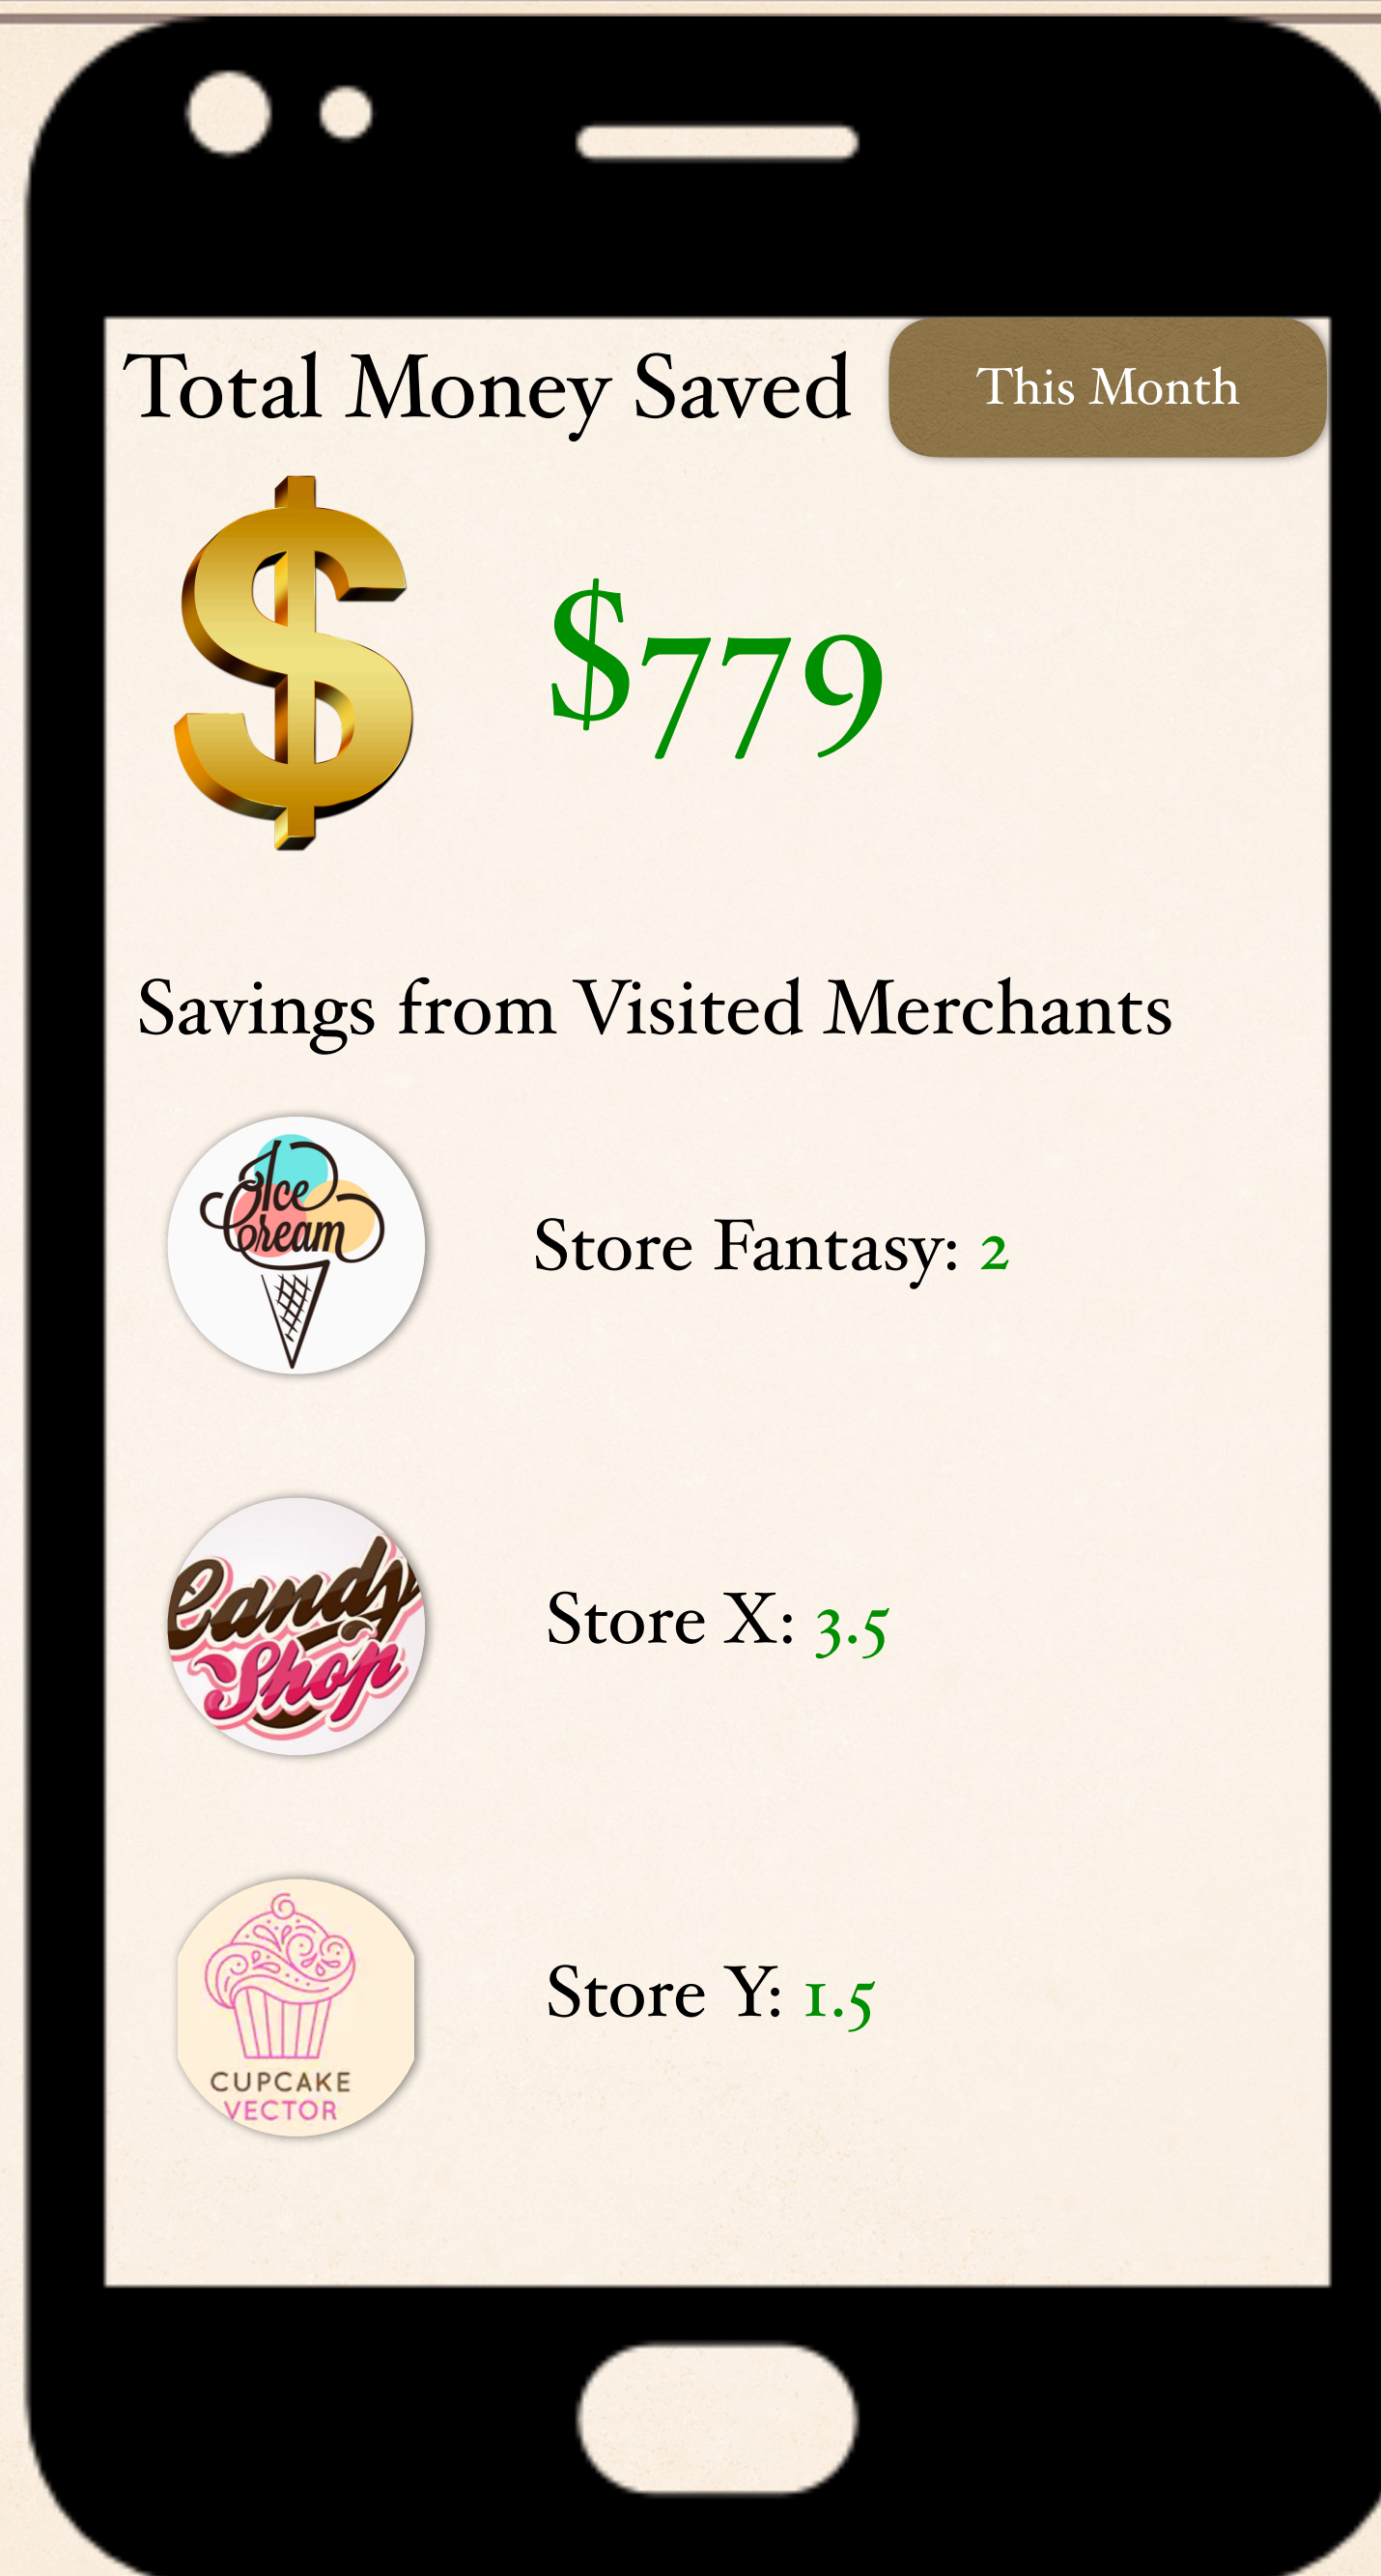 Total Money Saved
This Month
$779
Savings from Visited Merchants
Ice
Cream
Store Fantasy: 2
Candy
Shop
Store X: 3.5
CUPCAKE
VECTOR
Store Y: 1.5